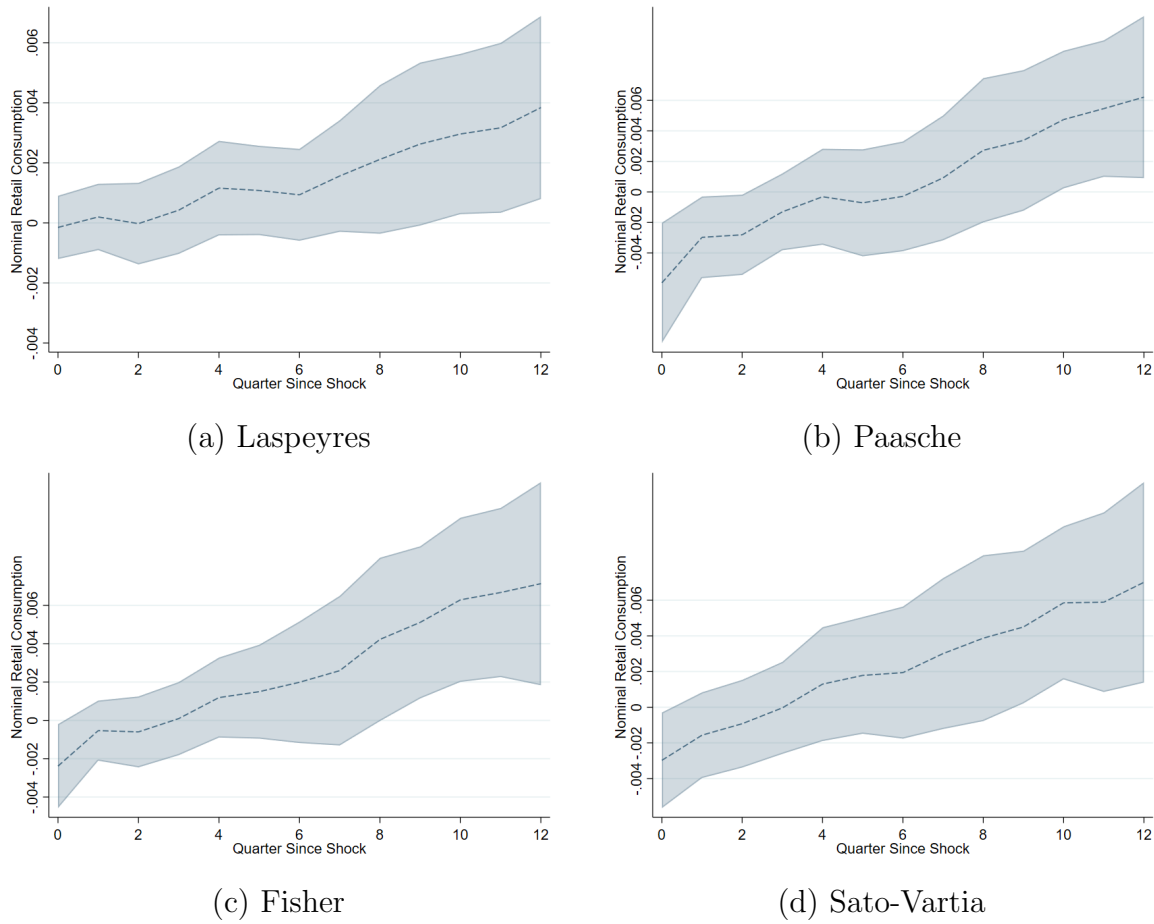 Nominal Retail Consumption
.006
.004
.002
0
-.002
-.004
0 2 4 6 8 10 12
Quarter Since Shock
(a) Laspeyres
Nominal Retail Consumption
.006
.004
.002
0
-.002
-.004
0 2 4 6 8 10 12
Quarter Since Shock
(b) Paasche
Nominal Retail Consumption
.006
.004
.002
0
-.002
-.004
0 2 4 6 8 10 12
Quarter Since Shock
(c) Fisher
Nominal Retail Consumption
.006
.004
.002
0
-.002
-.004
0 2 4 6 8 10 12
Quarter Since Shock
(d) Sato-Vartia